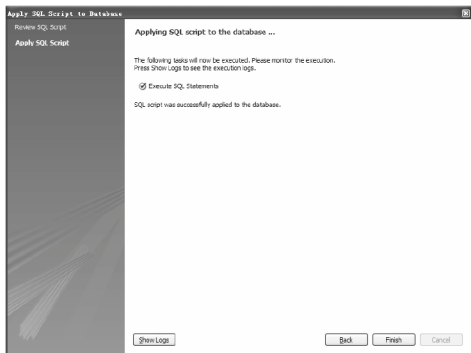 Apply SQL Script to Database
Review SQL Script
Apply SQL Script
Applying SQL script to the database ...
The following tasks will now be executed. Please monitor the execution.
Press Show Logs to see the execution logs.
Execute SQL Statements
SQL script was successfully applied to the database.
Show Logs
Back
Finish
Cancel